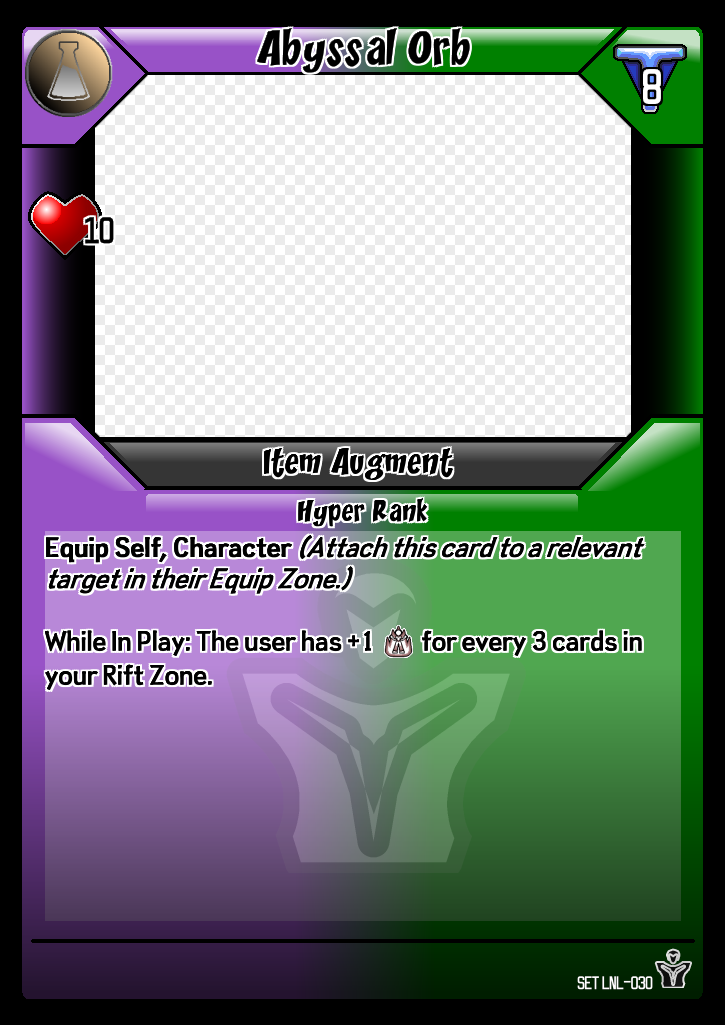 Abyssal Orb
8
10
Item Augment
Hyper Rank
Equip Self, Character (Attach this card to a relevant
target in their Equip Zone.)
While In Play: The user has +1 for every 3 cards in
your Rift Zone.
SET LNL-030